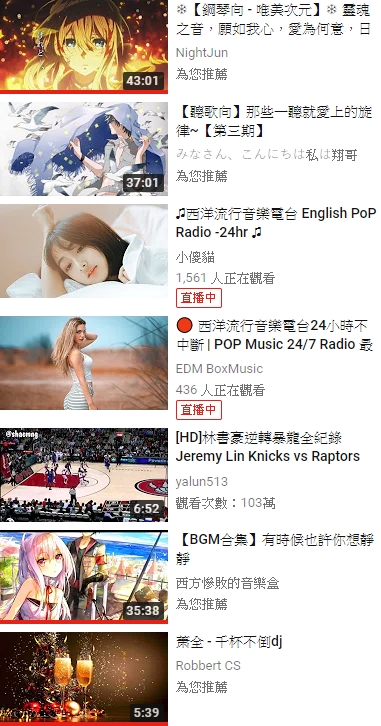 ❄【鋼琴向 - 唯美次元】❄ 靈魂
之音，願如我心，愛為何意，日
NightJun
43:01
為您推薦
【聽歌向】那些一聽就愛上的旋
律~【第三期】
みなさん、こんにちは私は翔哥
為您推薦
37:01
♫西洋流行音樂電台 English PoP
Radio -24hr ♫
小傻貓
1,561 人正在觀看
直播中
🔴 西洋流行音樂電台24小時不
中斷 | POP Music 24/7 Radio 最
EDM BoxMusic
436 人正在觀看
直播中
@shaomng
[HD]林書豪逆轉暴龍全紀錄
Jeremy Lin Knicks vs Raptors
yalun513
觀看次數：103萬
6:52
【BGM合集】有時候也許你想靜
靜
西方慘敗的音樂盒
為您推薦
35:38
蕭全 - 千杯不倒dj
Robbert CS
為您推薦
5:39